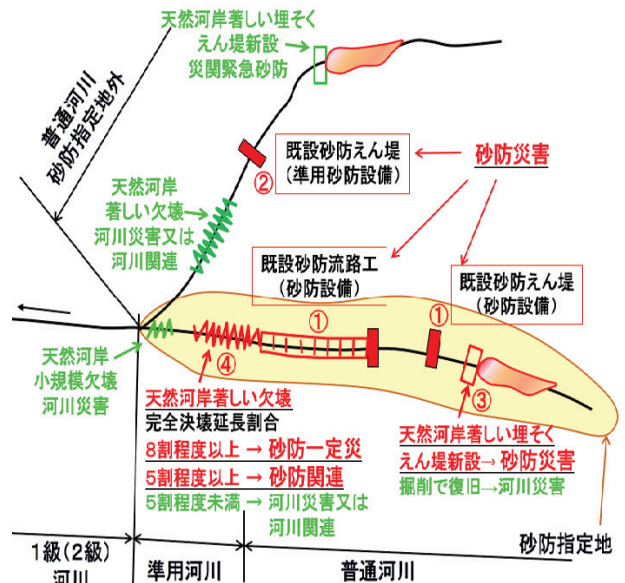 天然河岸著しい埋そく
えん堤新設
災関緊急砂防
普通河川
砂防指定地外
既設砂防えん堤
(準用砂防設備)
砂防災害
②
天然河岸
著しい欠壊
河川災害又は
河川関連
既設砂防流路工
(砂防設備)
既設砂防えん堤
(砂防設備)
①
①
天然河岸
小規模欠壊
河川災害
④
③
天然河岸著しい欠壊
完全決壊延長割合
8割程度以上→砂防一定災
5割程度以上→砂防関連
5割程度未満→河川災害又は
河川関連
天然河岸著しい埋そく
えん堤新設→砂防災害
掘削で復旧→河川災害
砂防指定地
1級(2級)
河川
準用河川
普通河川